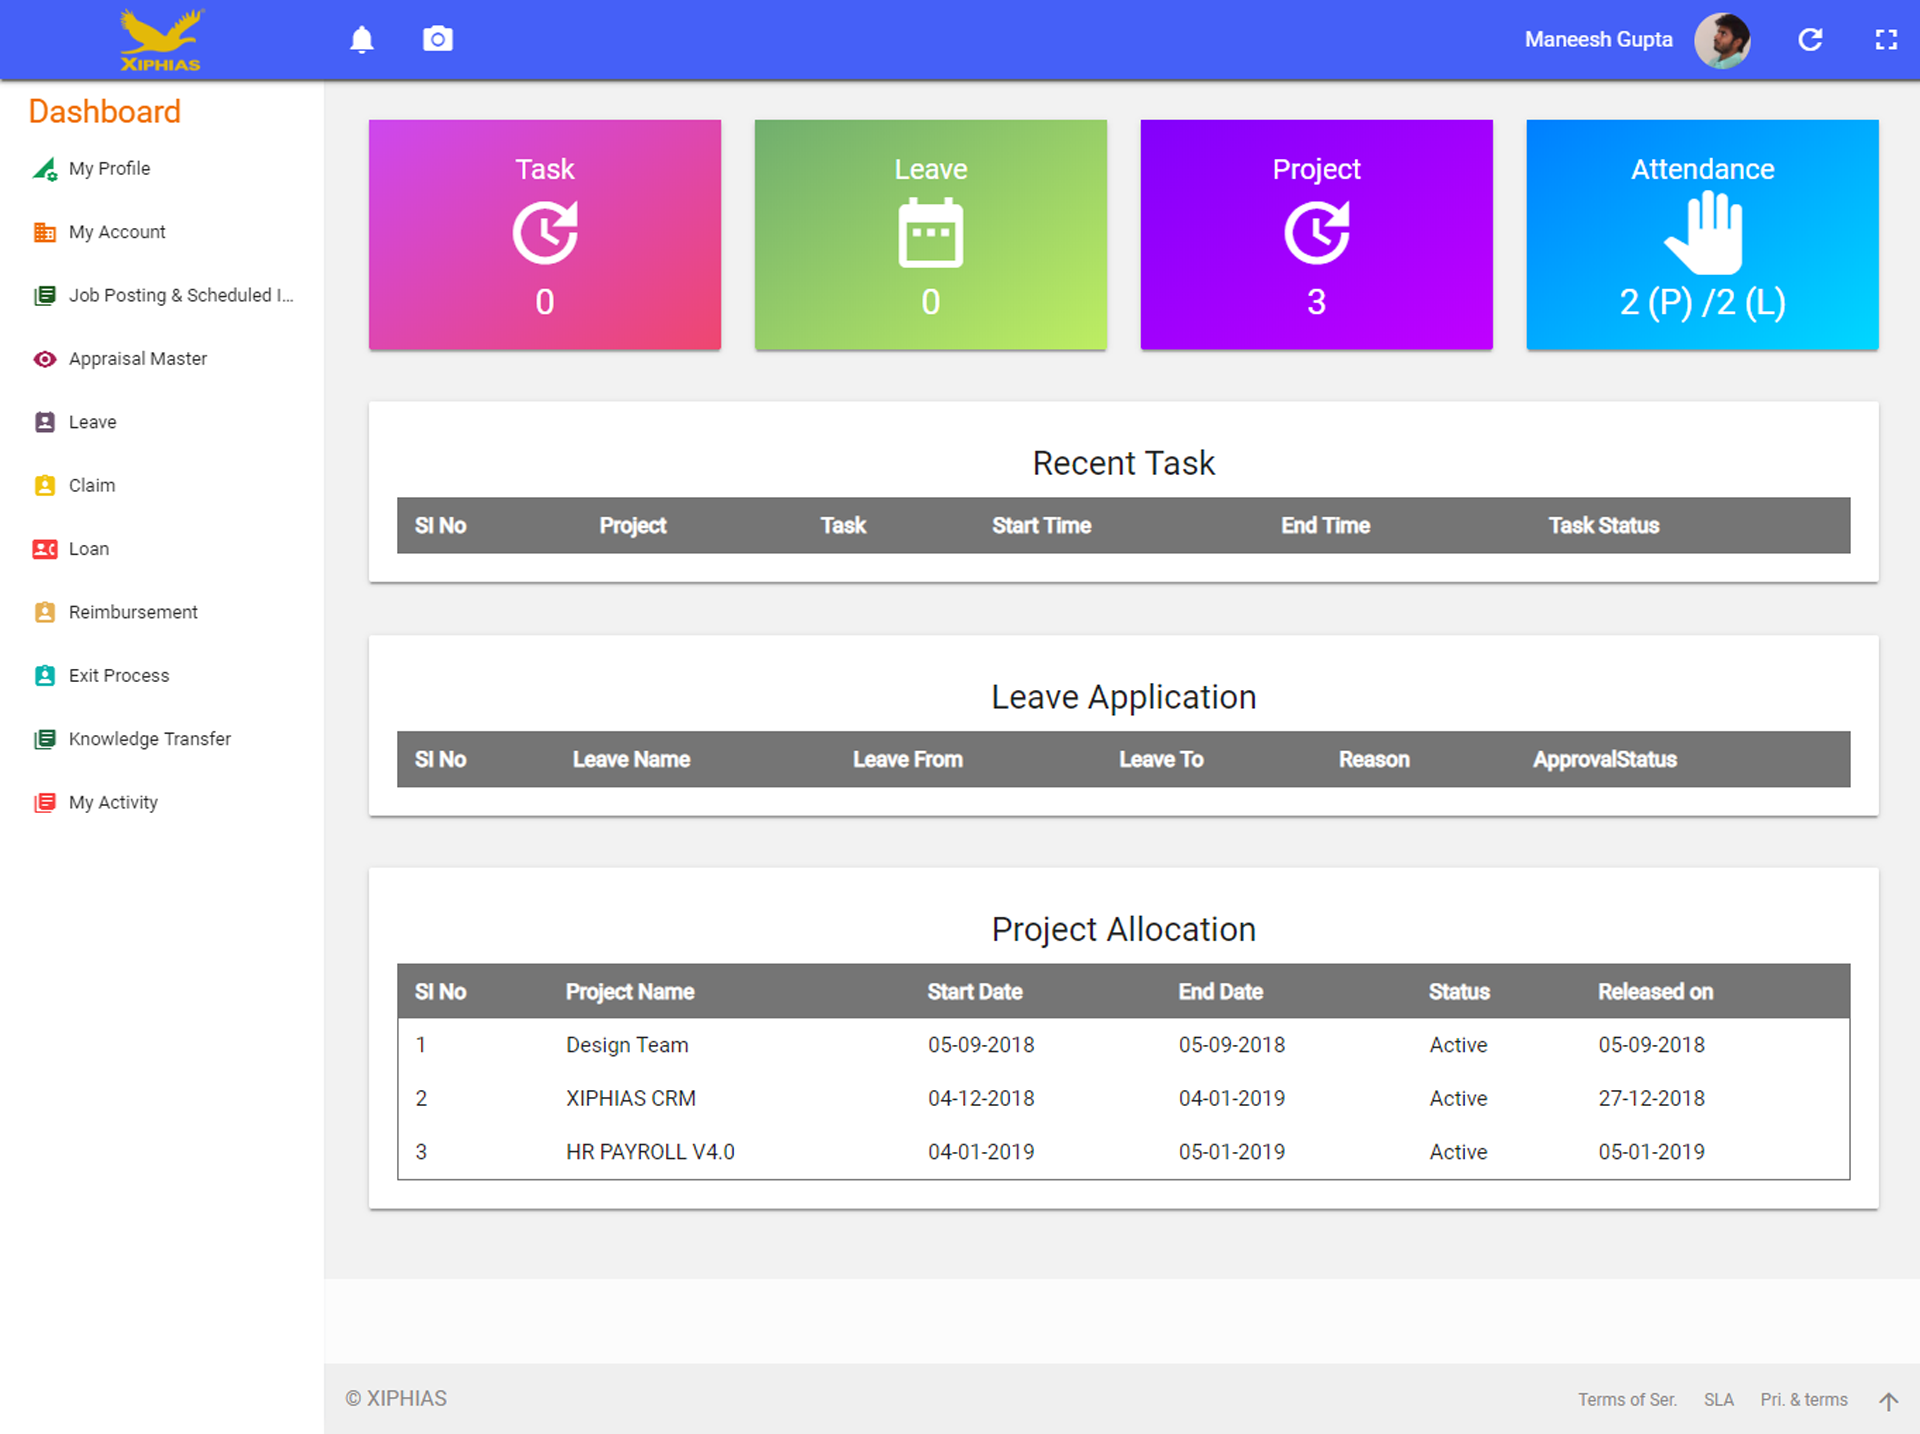 XIPHIAS
Maneesh Gupta
Dashboard
My Profile
My Account
Job Posting & Scheduled I...
Appraisal Master
Leave
Claim
Loan
Reimbursement
Exit Process
Knowledge Transfer
My Activity
Task
0
Leave
0
Project
3
Attendance
2 (P) /2 (L)
Recent Task
Sl No Project Task Start Time End Time Task Status
Leave Application
Sl No Leave Name Leave From Leave To Reason ApprovalStatus
Project Allocation
Sl No Project Name Start Date End Date Status Released on
1 Design Team 05-09-2018 05-09-2018 Active 05-09-2018
2 XIPHIAS CRM 04-12-2018 04-01-2019 Active 27-12-2018
3 HR PAYROLL V4.0 04-01-2019 05-01-2019 Active 05-01-2019
© XIPHIAS
Terms of Ser. SLA Pri. & terms